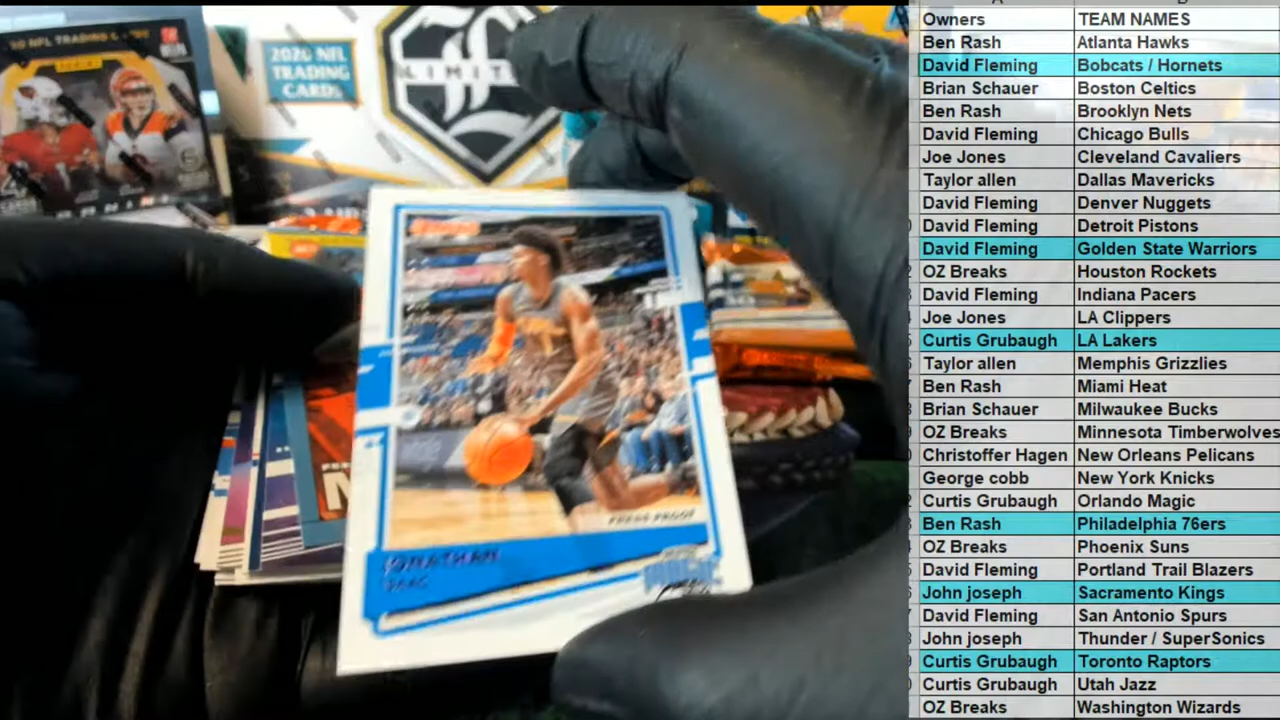 10 NFL TRADING
2020 NFL
TRADING
CARDS
LIMITE
PRESS PROOF
JONATHAN
ISAAC
MAGIC
Owners TEAM NAMES
Ben Rash Atlanta Hawks
David Fleming Bobcats / Hornets
Brian Schauer Boston Celtics
Ben Rash Brooklyn Nets
David Fleming Chicago Bulls
Joe Jones Cleveland Cavaliers
Taylor allen Dallas Mavericks
David Fleming Denver Nuggets
David Fleming Detroit Pistons
David Fleming Golden State Warriors
OZ Breaks Houston Rockets
David Fleming Indiana Pacers
Joe Jones LA Clippers
Curtis Grubaugh LA Lakers
Taylor allen Memphis Grizzlies
Ben Rash Miami Heat
Brian Schauer Milwaukee Bucks
OZ Breaks Minnesota Timberwolves
Christoffer Hagen New Orleans Pelicans
George cobb New York Knicks
Curtis Grubaugh Orlando Magic
Ben Rash Philadelphia 76ers
OZ Breaks Phoenix Suns
David Fleming Portland Trail Blazers
John joseph Sacramento Kings
David Fleming San Antonio Spurs
John joseph Thunder / SuperSonics
Curtis Grubaugh Toronto Raptors
Curtis Grubaugh Utah Jazz
OZ Breaks Washington Wizards